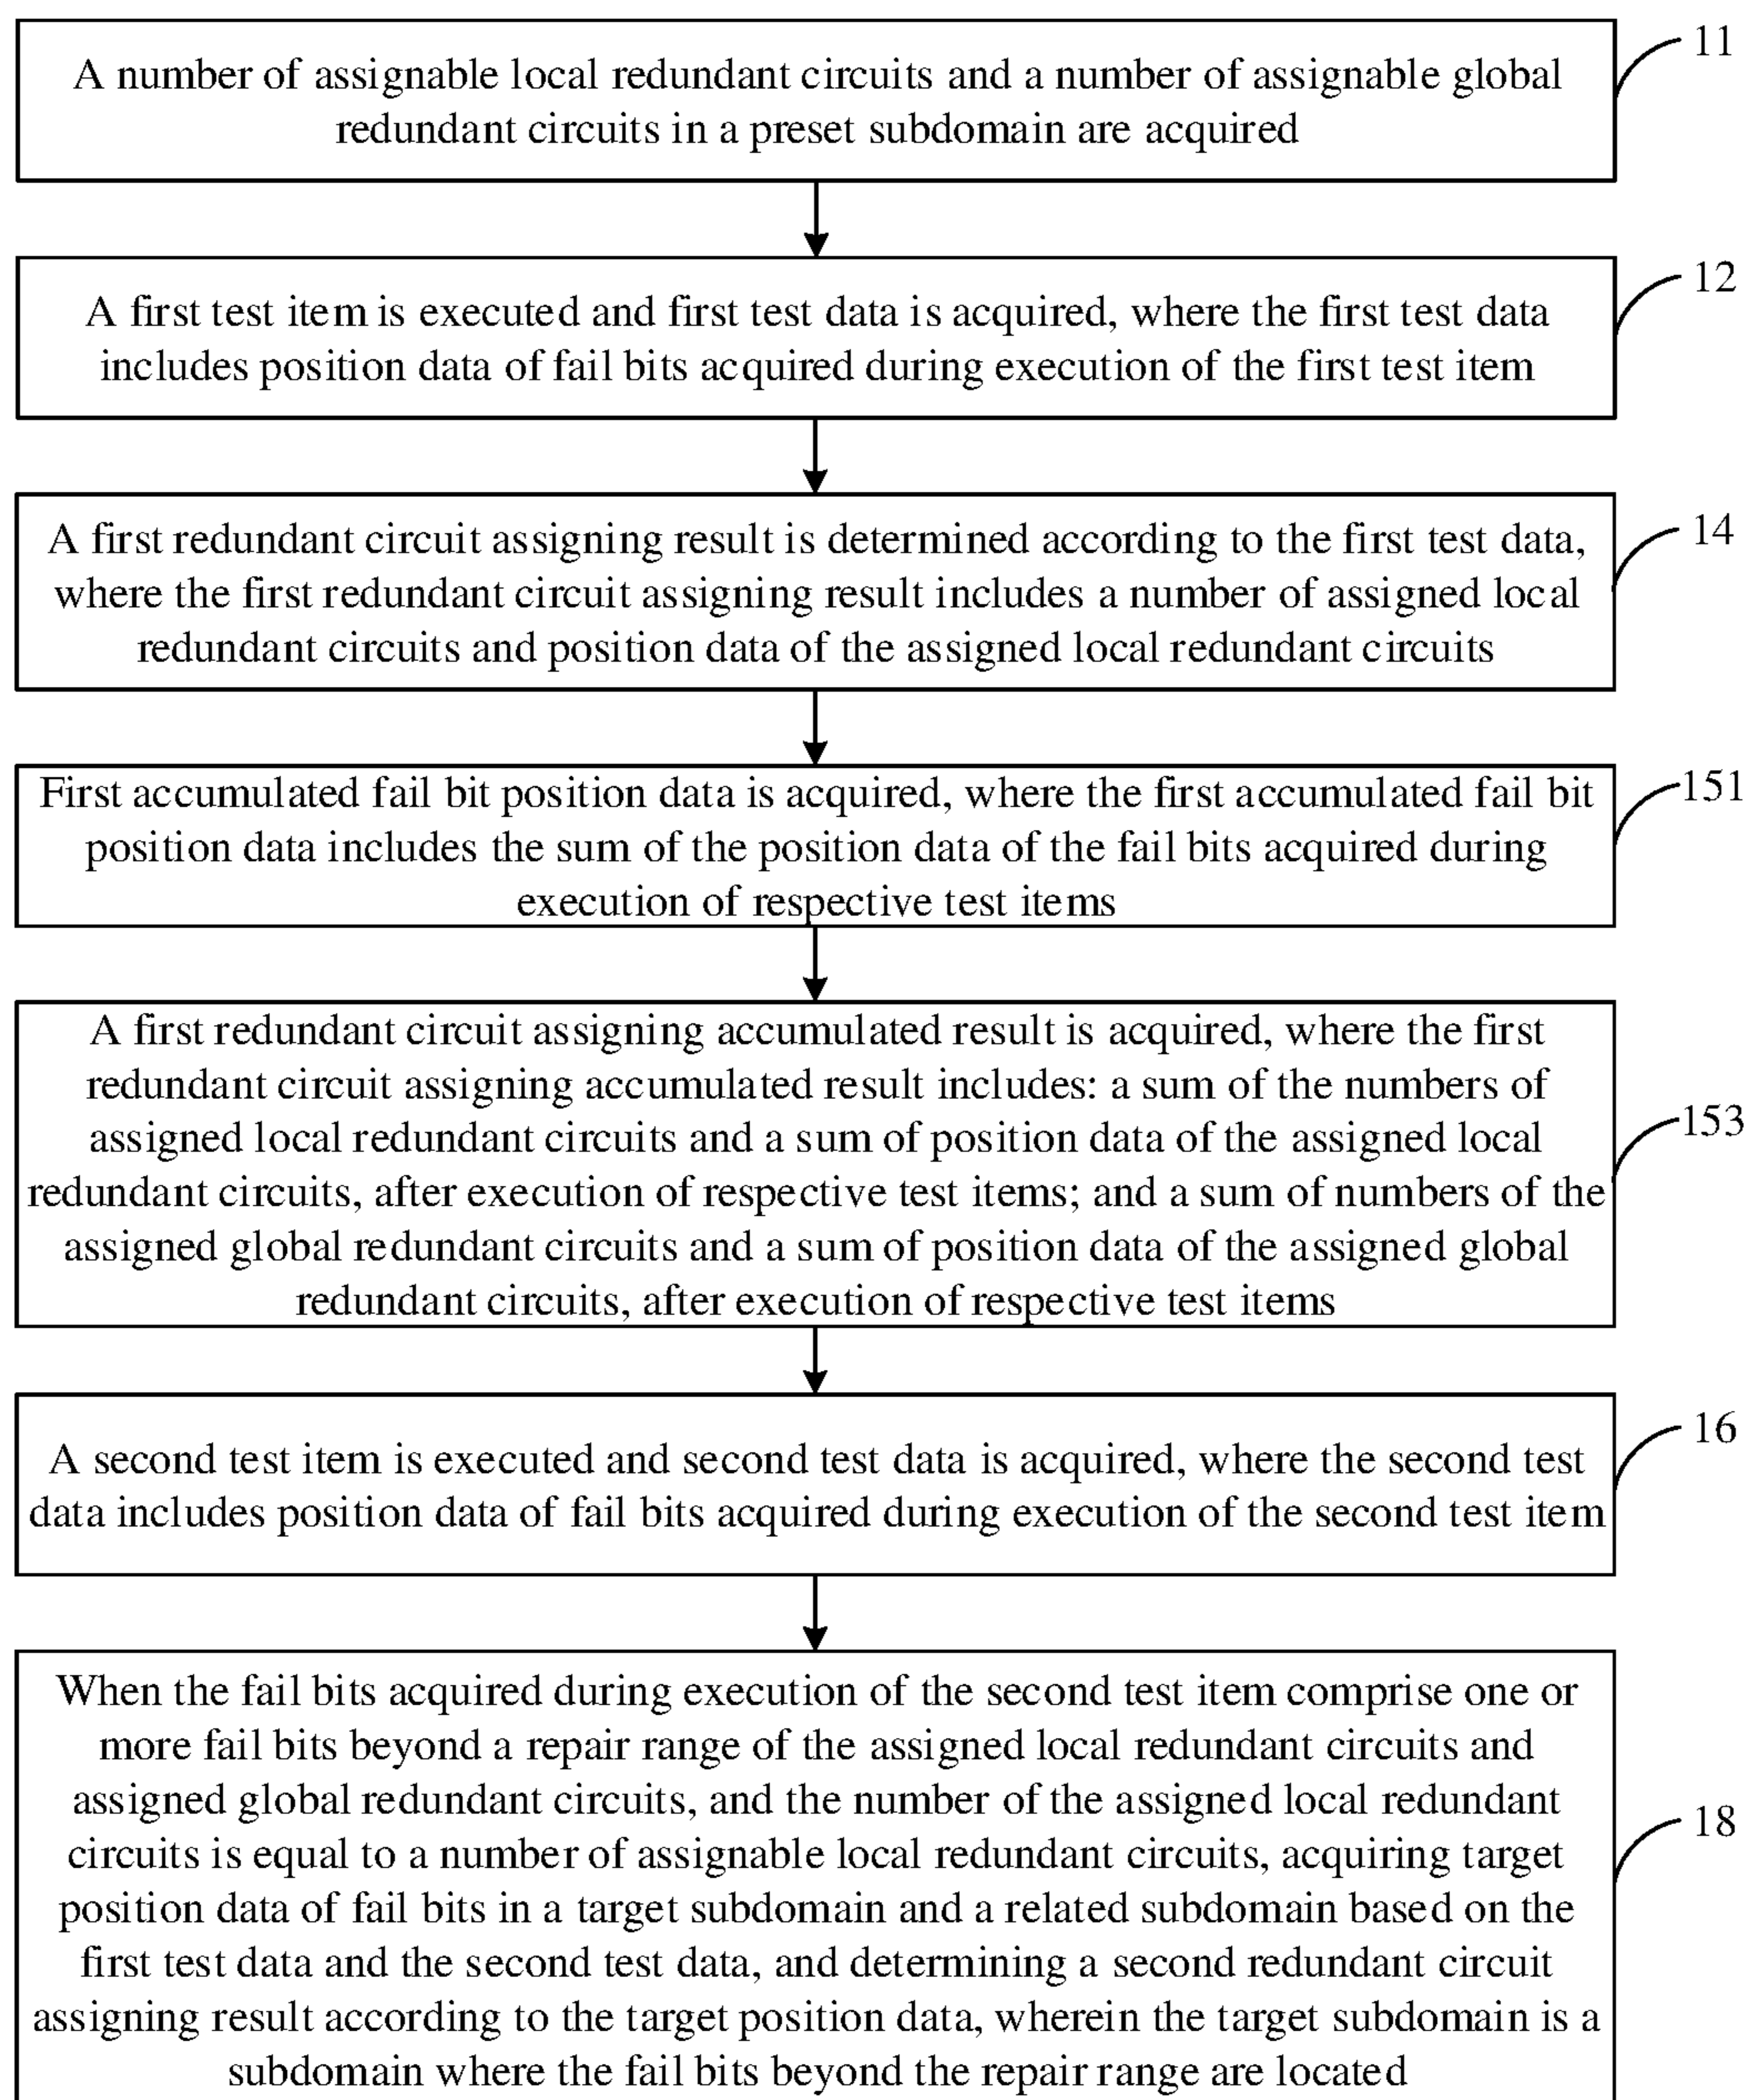 11
A number of assignable local redundant circuits and a number of assignable global
redundant circuits in a preset subdomain are acquired
12
A first test item is executed and first test data is acquired, where the first test data
includes position data of fail bits acquired during execution of the first test item
14
A first redundant circuit assigning result is determined according to the first test data,
where the first redundant circuit assigning result includes a number of assigned local
redundant circuits and position data of the assigned local redundant circuits
151
First accumulated fail bit position data is acquired, where the first accumulated fail bit
position data includes the sum of the position data of the fail bits acquired during
execution of respective test items
153
A first redundant circuit assigning accumulated result is acquired, where the first
redundant circuit assigning accumulated result includes: a sum of the numbers of
assigned local redundant circuits and a sum of position data of the assigned local
redundant circuits, after execution of respective test items; and a sum of numbers of the
assigned global redundant circuits and a sum of position data of the assigned global
redundant circuits, after execution of respective test items
16
A second test item is executed and second test data is acquired, where the second test
data includes position data of fail bits acquired during execution of the second test item
18
When the fail bits acquired during execution of the second test item comprise one or
more fail bits beyond a repair range of the assigned local redundant circuits and
assigned global redundant circuits, and the number of the assigned local redundant
circuits is equal to a number of assignable local redundant circuits, acquiring target
position data of fail bits in a target subdomain and a related subdomain based on the
first test data and the second test data, and determining a second redundant circuit
assigning result according to the target position data, wherein the target subdomain is a
subdomain where the fail bits beyond the repair range are located